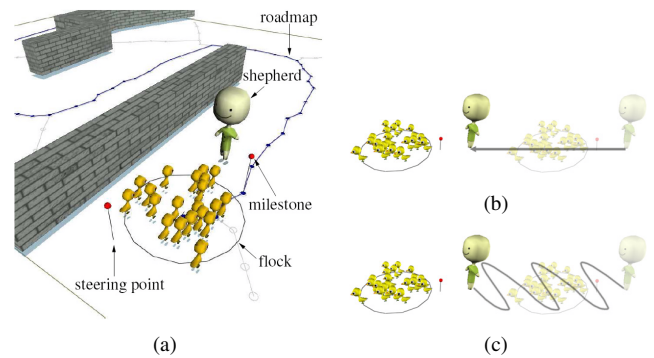 roadmap
shepherd
milestone
flock
steering point
(a)
(b)
(c)